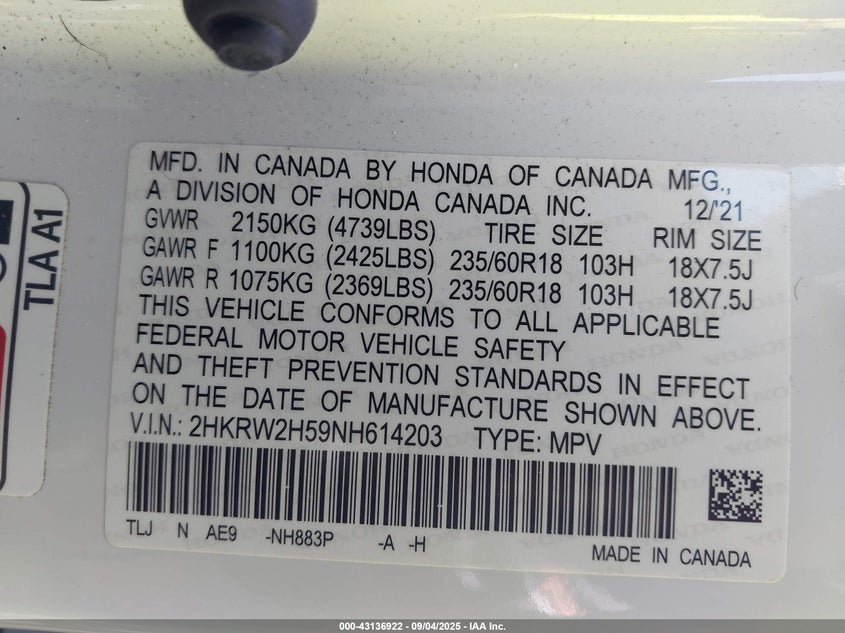 MFD. IN CANADA BY HONDA OF CANADA MFG.,
A DIVISION OF HONDA CANADA INC. 12/'21
GVWR 2150KG (4739LBS) TIRE SIZE RIM SIZE
GAWR F 1100KG (2425LBS) 235/60R18 103H 18X7.5J
GAWR R 1075KG (2369LBS) 235/60R18 103H 18X7.5J
THIS VEHICLE CONFORMS TO ALL APPLICABLE
FEDERAL MOTOR VEHICLE SAFETY
AND THEFT PREVENTION STANDARDS IN EFFECT
ON THE DATE OF MANUFACTURE SHOWN ABOVE.
V.I.N.: 2HKRW2H59NH614203 TYPE: MPV
TLJ N AE9 -NH883P -A -H
MADE IN CANADA
TLA A1
000-43136922 - 09/04/2025 - IAA Inc.